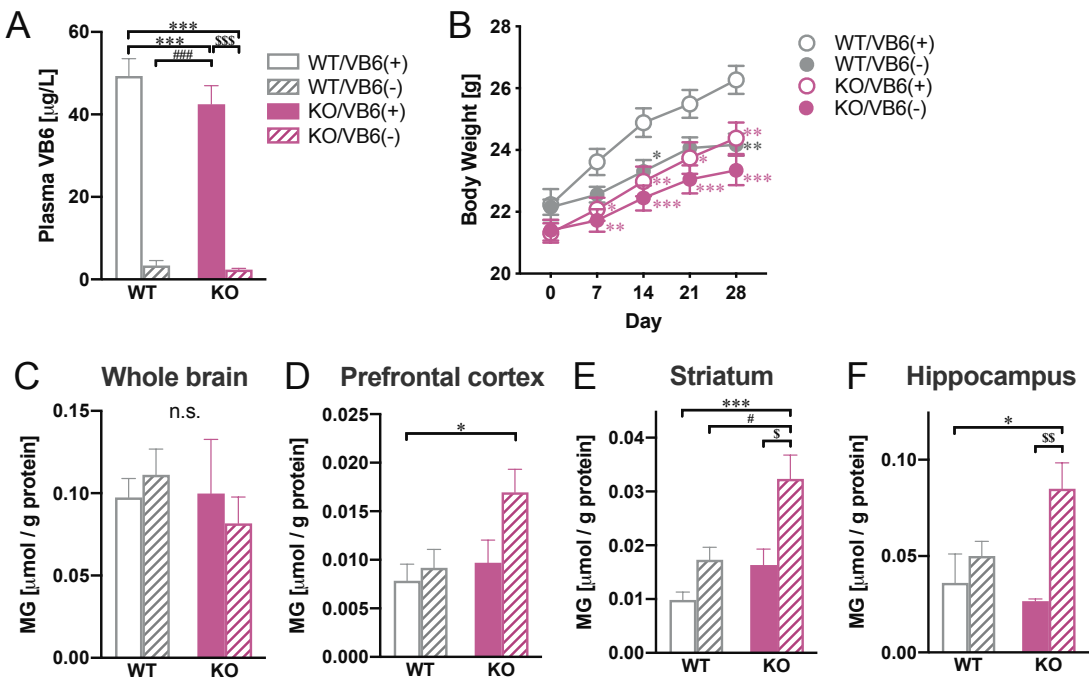 A
Plasma VB6 [μg/L]
60
40
20
0
***
***
$$$
###
WT
KO
WT/VB6(+)
WT/VB6(-)
KO/VB6(+)
KO/VB6(-)
B
Body Weight [g]
28
26
24
22
20
0
7
14
21
28
Day
*
**
*
**
***
*
***
**
**
***
WT/VB6(+)
WT/VB6(-)
KO/VB6(+)
KO/VB6(-)
C
Whole brain
MG [μmol / g protein]
0.15
0.10
0.05
0.00
n.s.
WT
KO
D
Prefrontal cortex
MG [μmol / g protein]
0.025
0.020
0.015
0.010
0.005
0.000
*
WT
KO
E
Striatum
MG [μmol / g protein]
0.04
0.03
0.02
0.01
0.00
***
#
$
WT
KO
F
Hippocampus
MG [μmol / g protein]
0.10
0.05
0.00
*
$$
WT
KO